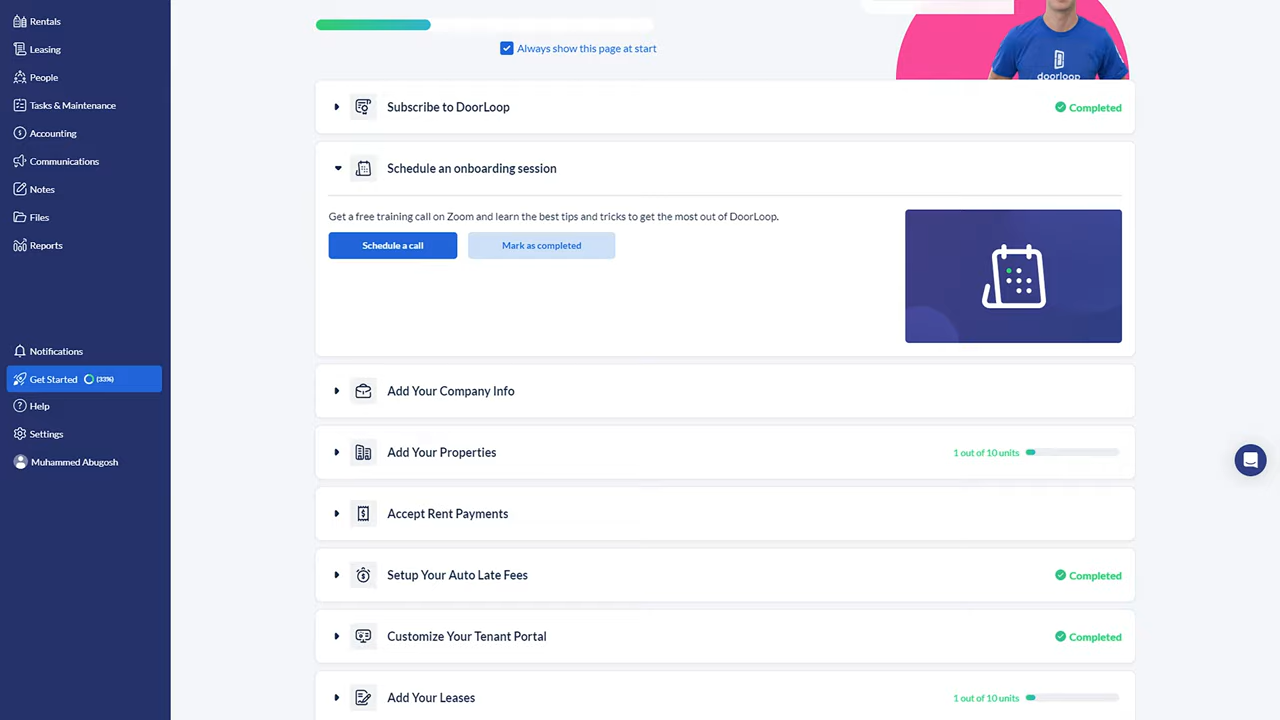 Rentals
Leasing
People
Tasks & Maintenance
Accounting
Communications
Notes
Files
Reports
Notifications
Get Started (33%)
Help
Settings
Muhammed Abugosh
Always show this page at start
doorloop
Subscribe to DoorLoop
Completed
Schedule an onboarding session
Get a free training call on Zoom and learn the best tips and tricks to get the most out of DoorLoop.
Schedule a call
Mark as completed
Add Your Company Info
Add Your Properties
1 out of 10 units
Accept Rent Payments
Setup Your Auto Late Fees
Completed
Customize Your Tenant Portal
Completed
Add Your Leases
1 out of 10 units